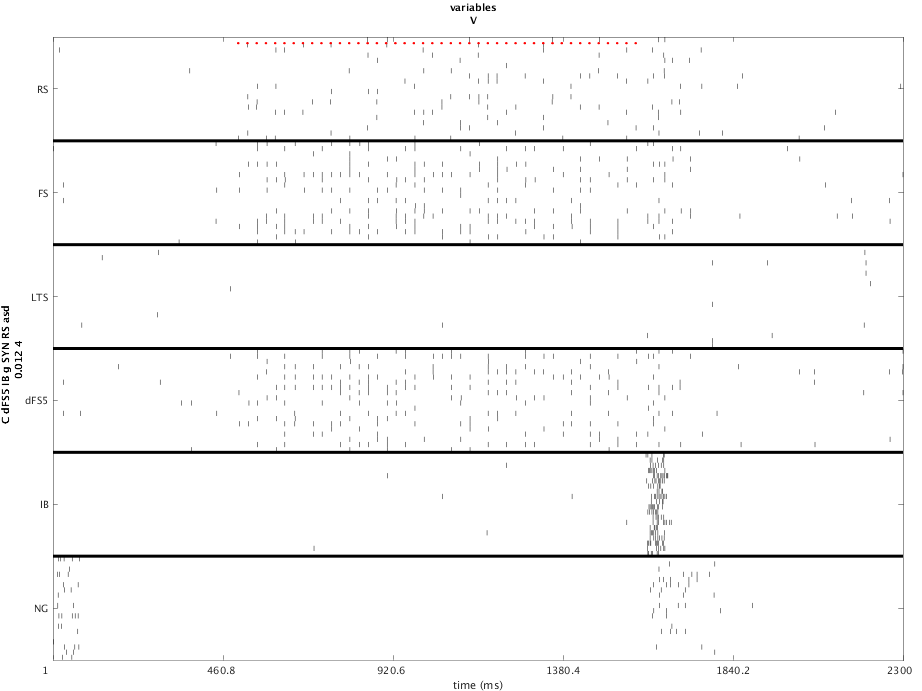 variables
V
RS
FS
LTS
dFS5
IB
NG
C dFS5 IB g SYN RS asd
0.012 4
1
460.8
920.6
1380.4
1840.2
2300
time (ms)